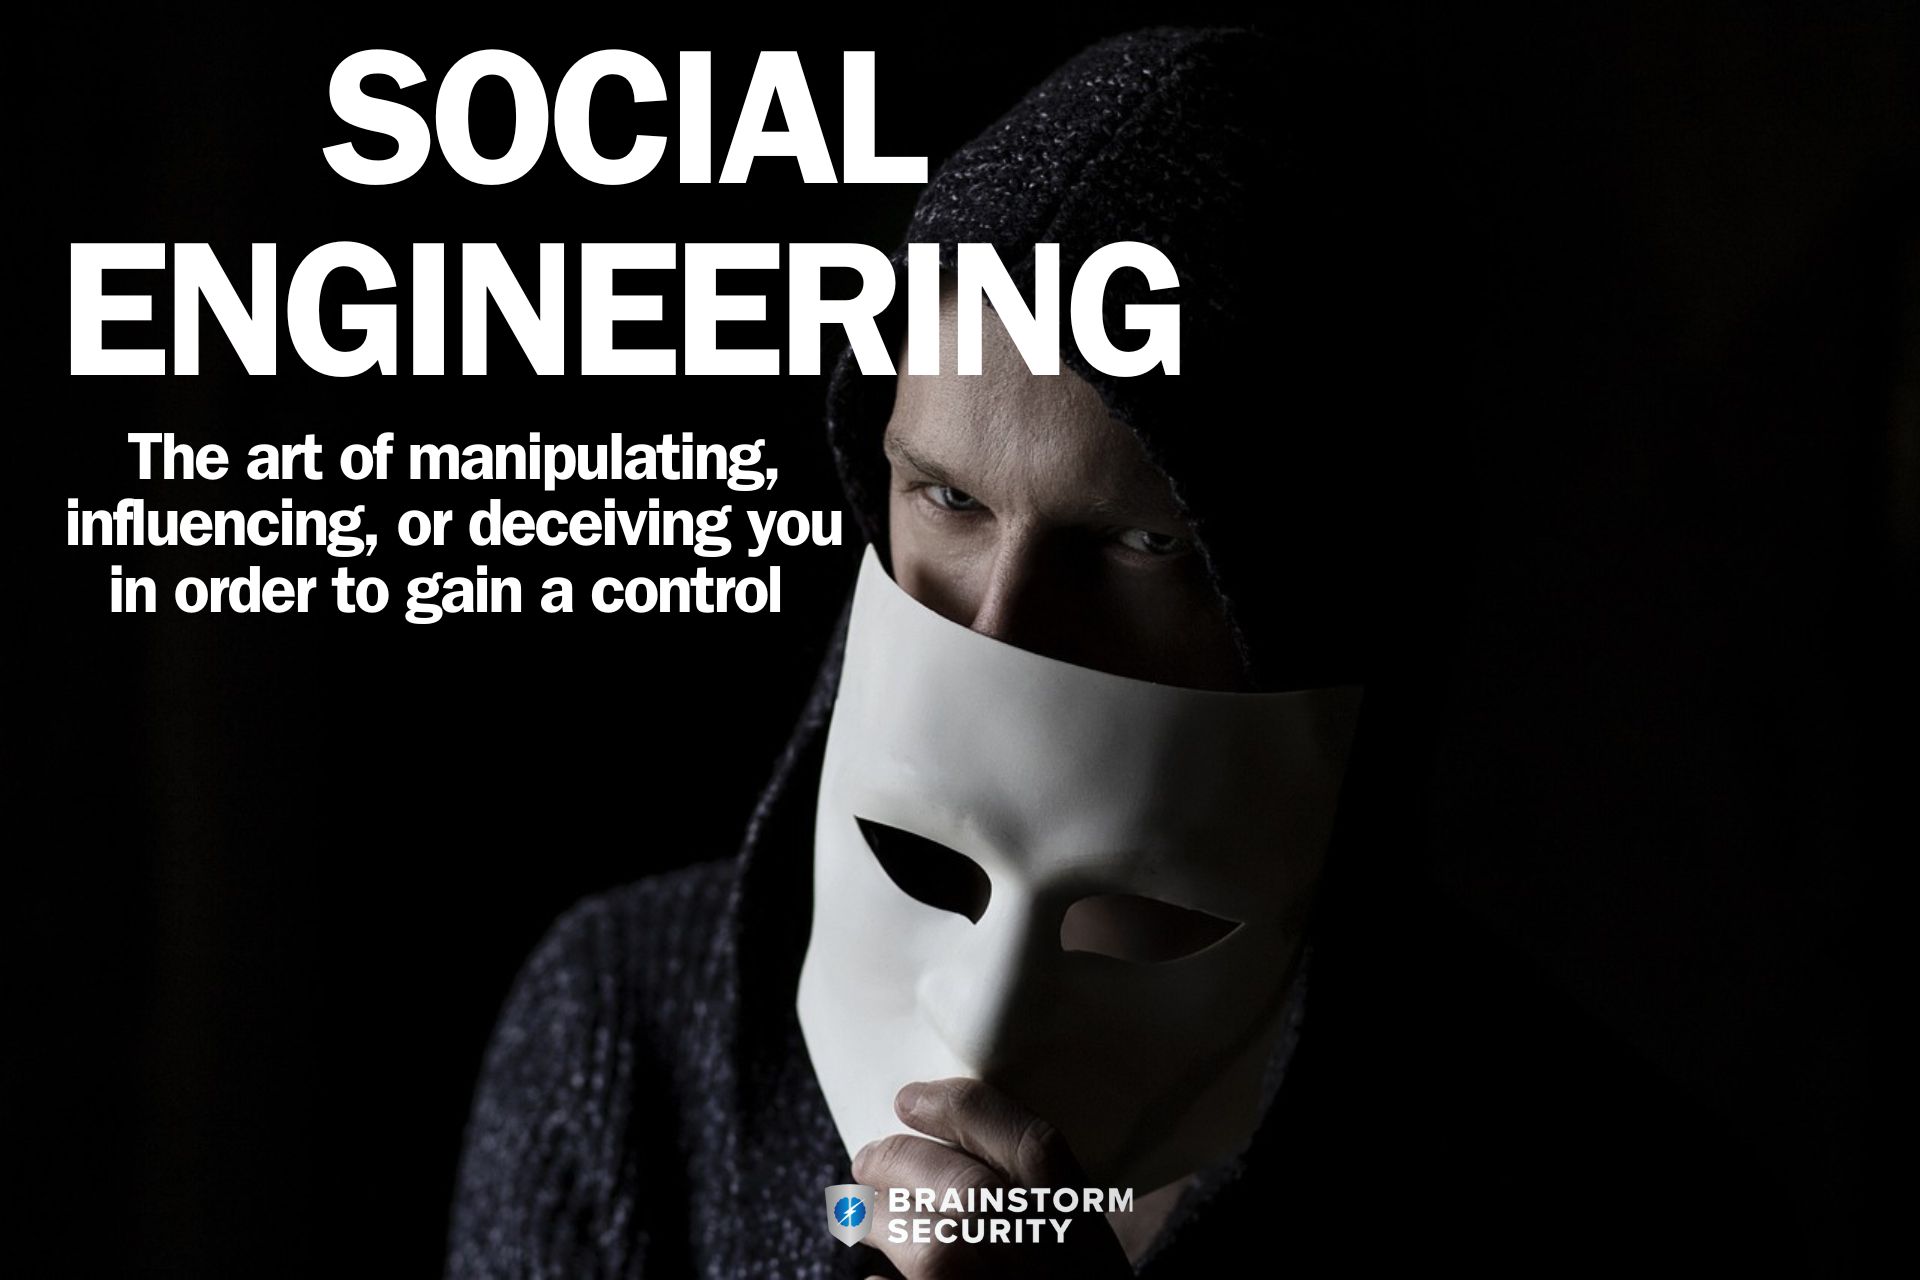 SOCIAL
ENGINEERING
The art of manipulating,
influencing, or deceiving you
in order to gain a control
BRAINSTORM
SECURITY